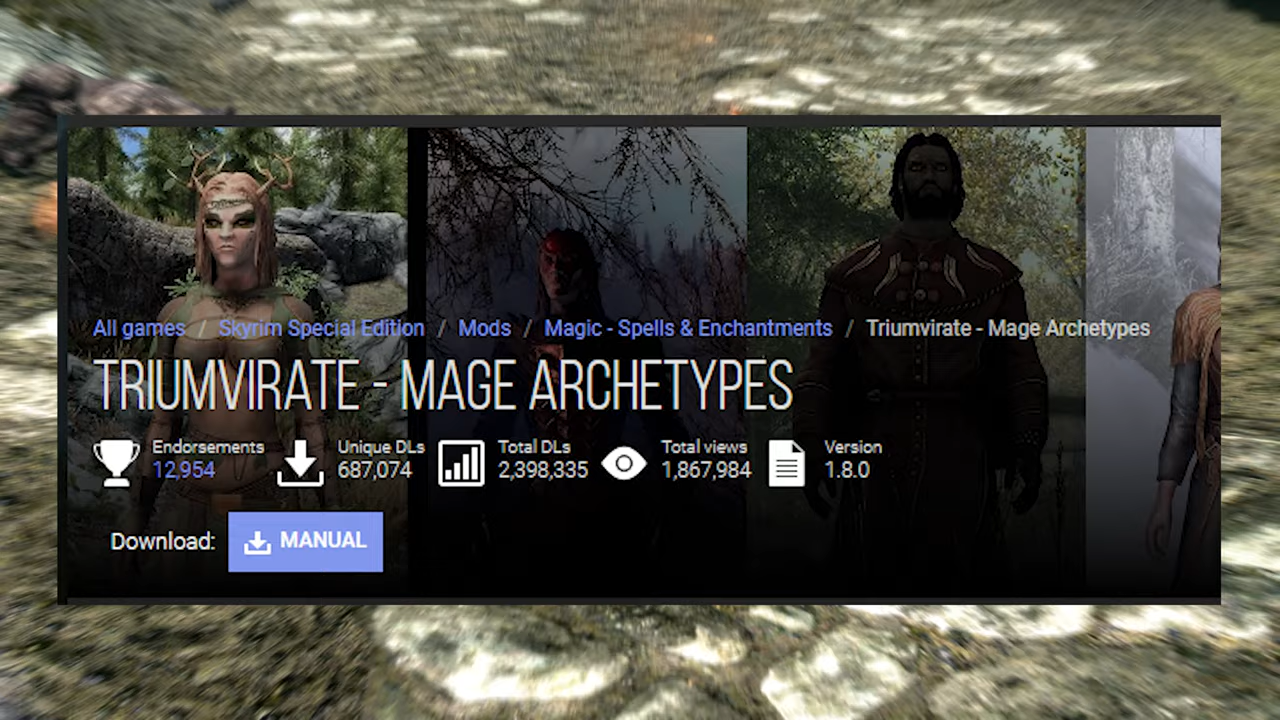 All games / Skyrim Special Edition / Mods / Magic - Spells & Enchantments / Triumvirate - Mage Archetypes
TRIUMVIRATE - MAGE ARCHETYPES
Endorsements Unique DLs Total DLs Total views Version
12,954 687,074 2,398,335 1,867,984 1.8.0
Download: MANUAL